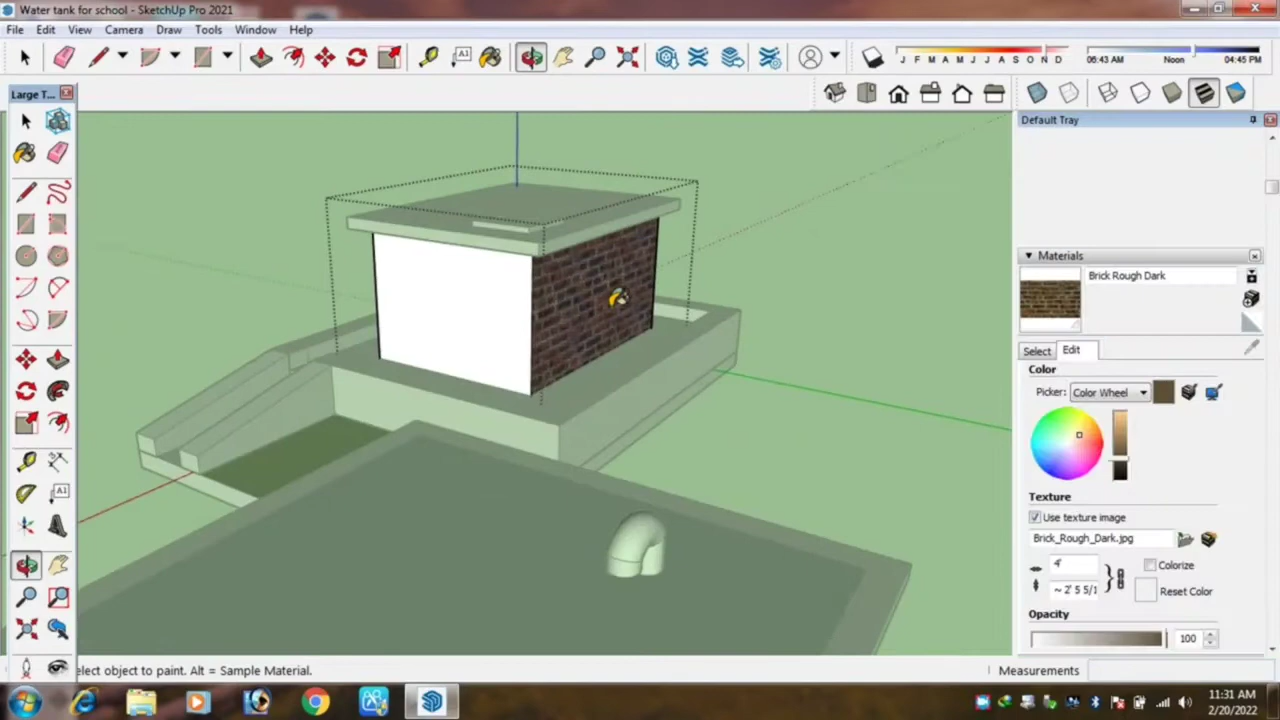 Water tank for school - SketchUp Pro 2021
File Edit View Camera Draw Tools Window Help
A1
J F M A M J J A S O N D
06:43 AM Noon 04:45 PM
Large T...
Default Tray
Materials
Brick Rough Dark
Select Edit
Color
Picker: Color Wheel
Texture
Use texture image
Brick_Rough_Dark.jpg
4' Colorize
~ 2' 5 5/1 Reset Color
Opacity
100
A1
elect object to paint. Alt = Sample Material.
Measurements
11:31 AM
2/20/2022